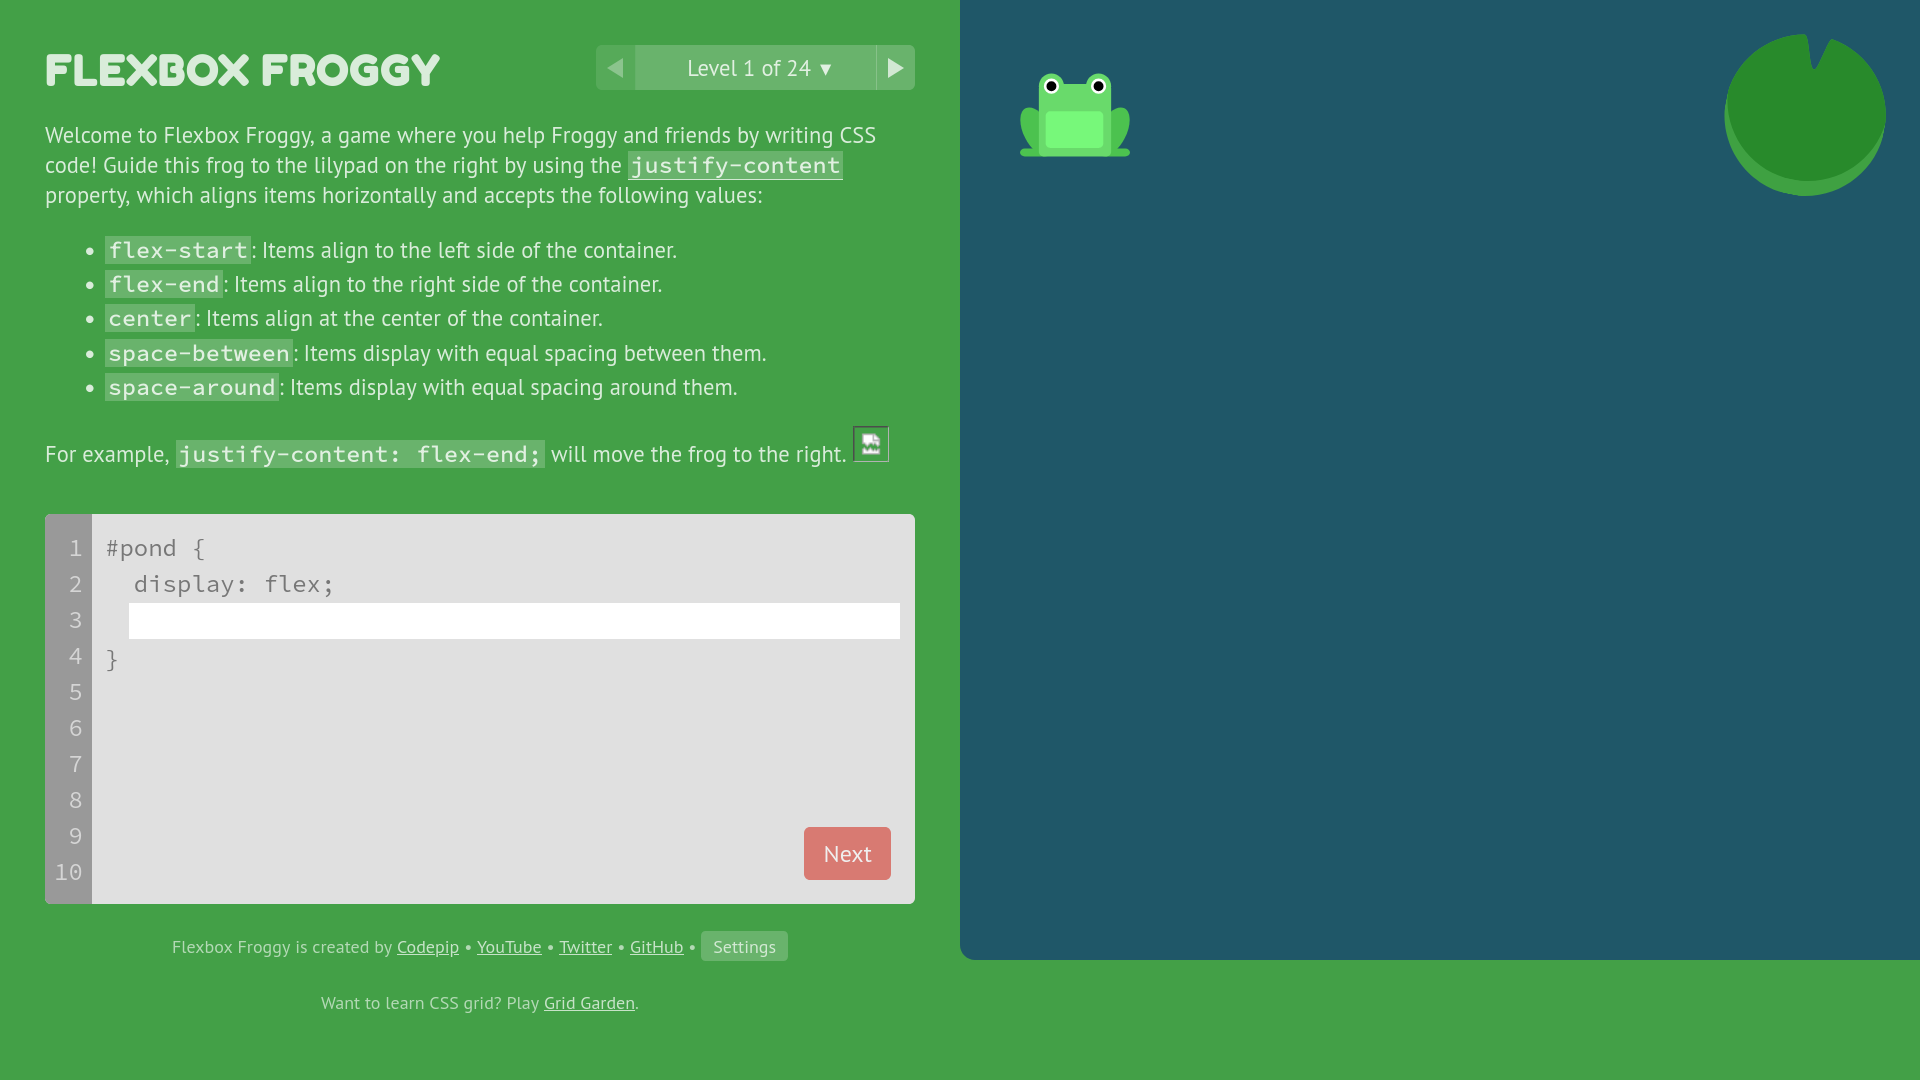 FLEXBOX FROGGY
Level 1 of 24 ▼
Welcome to Flexbox Froggy, a game where you help Froggy and friends by writing CSS
code! Guide this frog to the lilypad on the right by using the justify-content
property, which aligns items horizontally and accepts the following values:
• flex-start: Items align to the left side of the container.
• flex-end: Items align to the right side of the container.
• center: Items align at the center of the container.
• space-between: Items display with equal spacing between them.
• space-around: Items display with equal spacing around them.
For example, justify-content: flex-end; will move the frog to the right.
1 #pond {
2 display: flex;
3
4 }
5
6
7
8
9
Next
10
Flexbox Froggy is created by Codepip • YouTube • Twitter • GitHub • Settings
Want to learn CSS grid? Play Grid Garden.